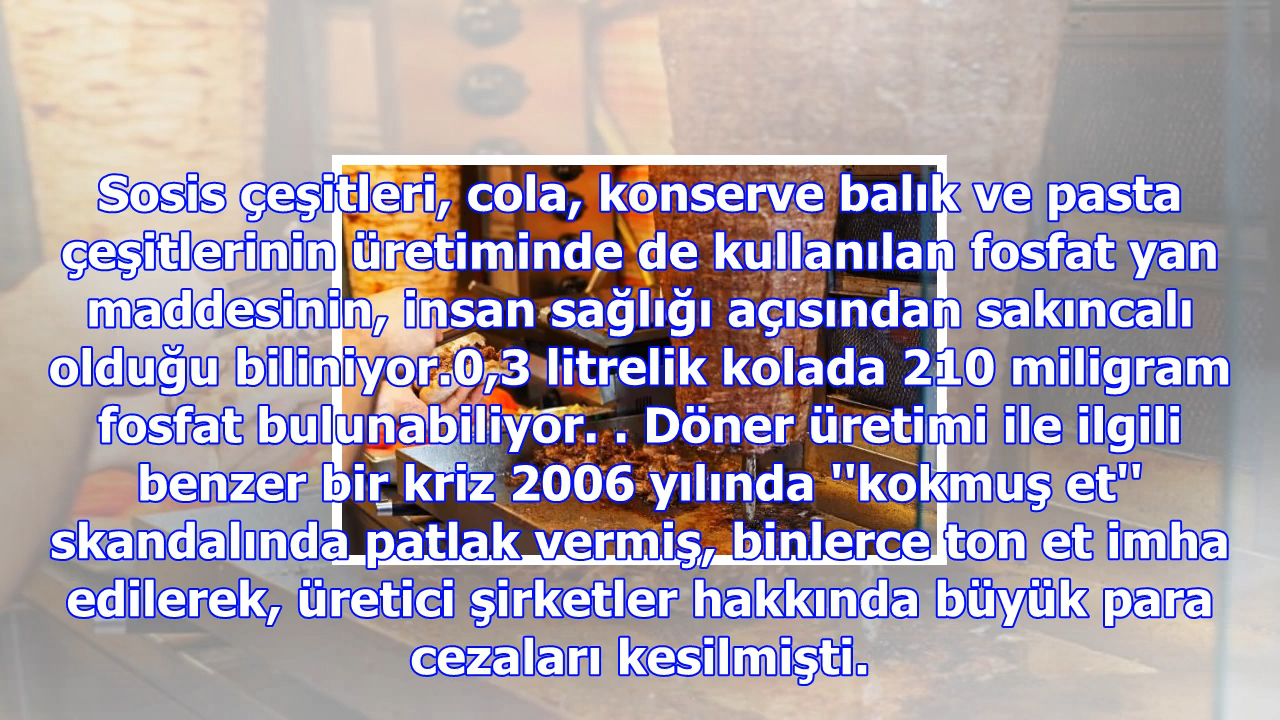 Sosis çeşitleri, cola, konserve balık ve pasta
çeşitlerinin üretiminde de kullanılan fosfat yan
maddesinin, insan sağlığı açısından sakıncalı
olduğu biliniyor.0,3 litrelik kolada 210 miligram
fosfat bulunabiliyor. . Döner üretimi ile ilgili
benzer bir kriz 2006 yılında ''kokmuş et''
skandalında patlak vermiş, binlerce ton et imha
edilerek, üretici şirketler hakkında büyük para
cezaları kesilmişti.